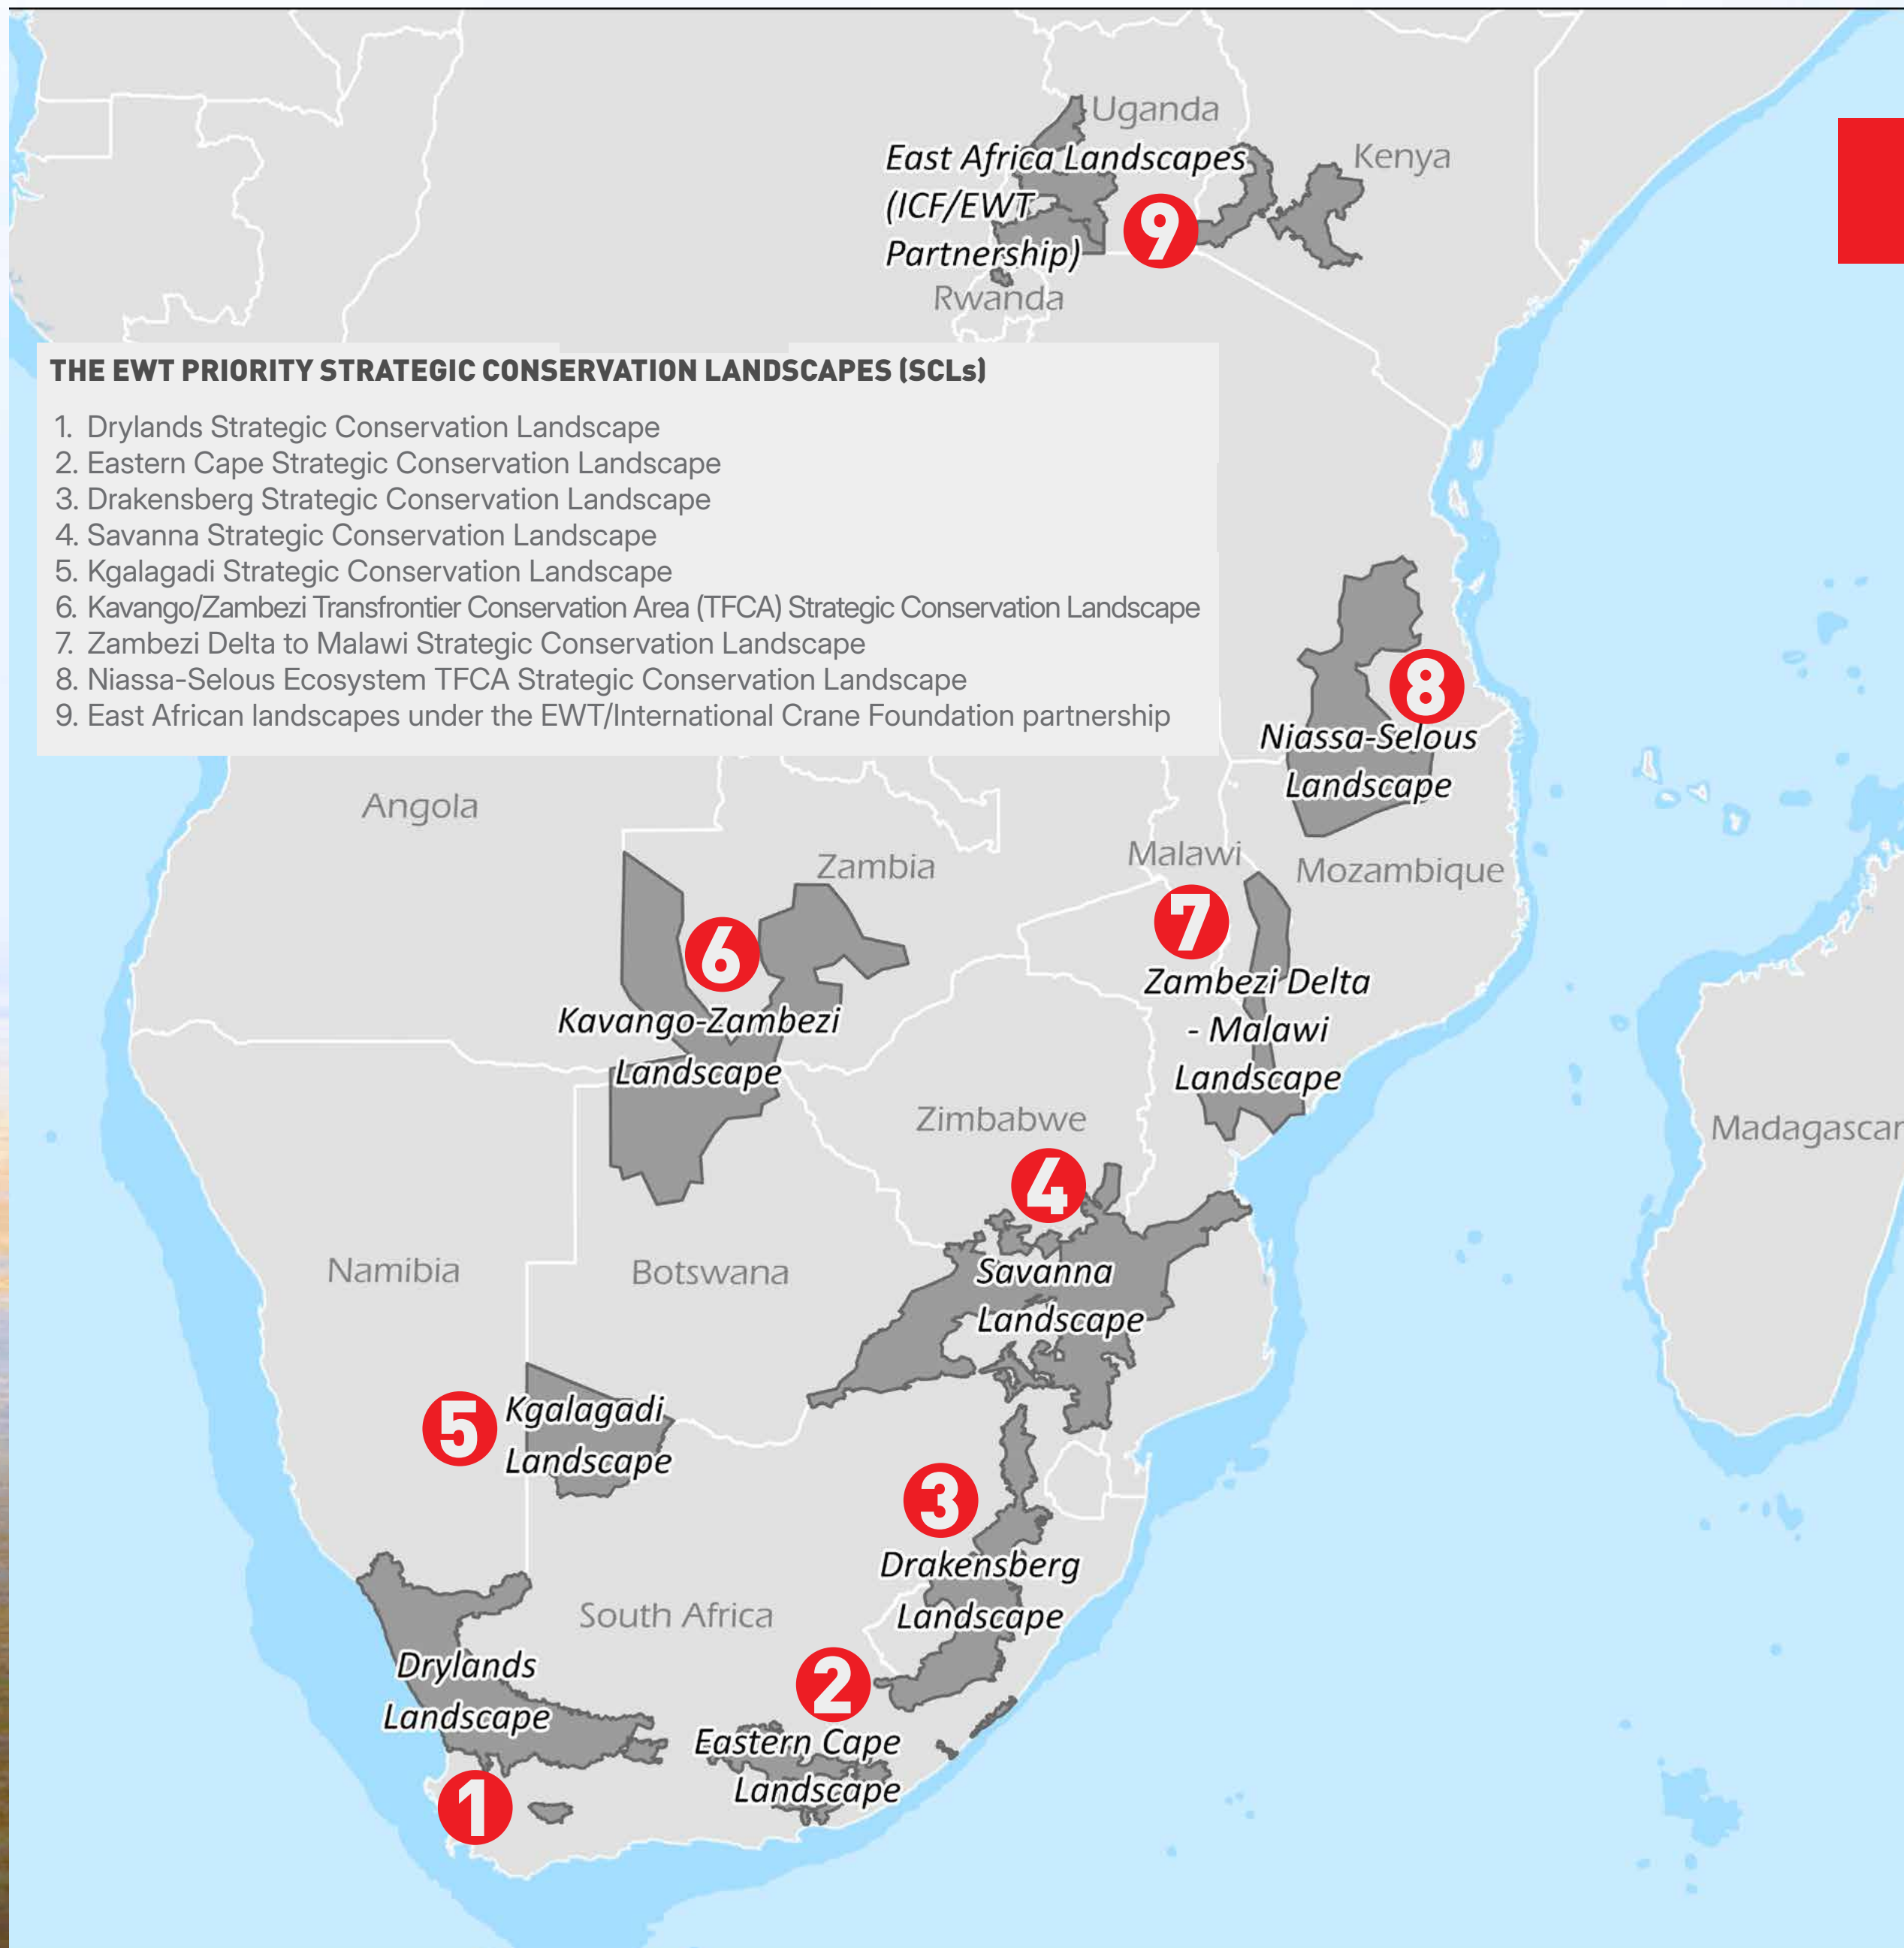 Uganda
East Africa Landscapes
Kenya
(ICF/EWT
9
Partnership)
Rwanda
THE EWT PRIORITY STRATEGIC CONSERVATION LANDSCAPES (SCLs)
1. Drylands Strategic Conservation Landscape
2. Eastern Cape Strategic Conservation Landscape
3. Drakensberg Strategic Conservation Landscape
4. Savanna Strategic Conservation Landscape
5. Kgalagadi Strategic Conservation Landscape
6. Kavango/Zambezi Transfrontier Conservation Area (TFCA) Strategic Conservation Landscape
7. Zambezi Delta to Malawi Strategic Conservation Landscape
8. Niassa-Selous Ecosystem TFCA Strategic Conservation Landscape
9. East African landscapes under the EWT/International Crane Foundation partnership
8
Niassa-Selous
Landscape
Angola
Zambia
Malawi
Mozambique
7
6
Zambezi Delta
- Malawi
Landscape
Kavango-Zambezi
Landscape
Zimbabwe
Madagascar
4
Namibia
Botswana
Savanna
Landscape
5
Kgalagadi
Landscape
3
Drakensberg
Landscape
South Africa
Drylands
Landscape
2
Eastern Cape
Landscape
1